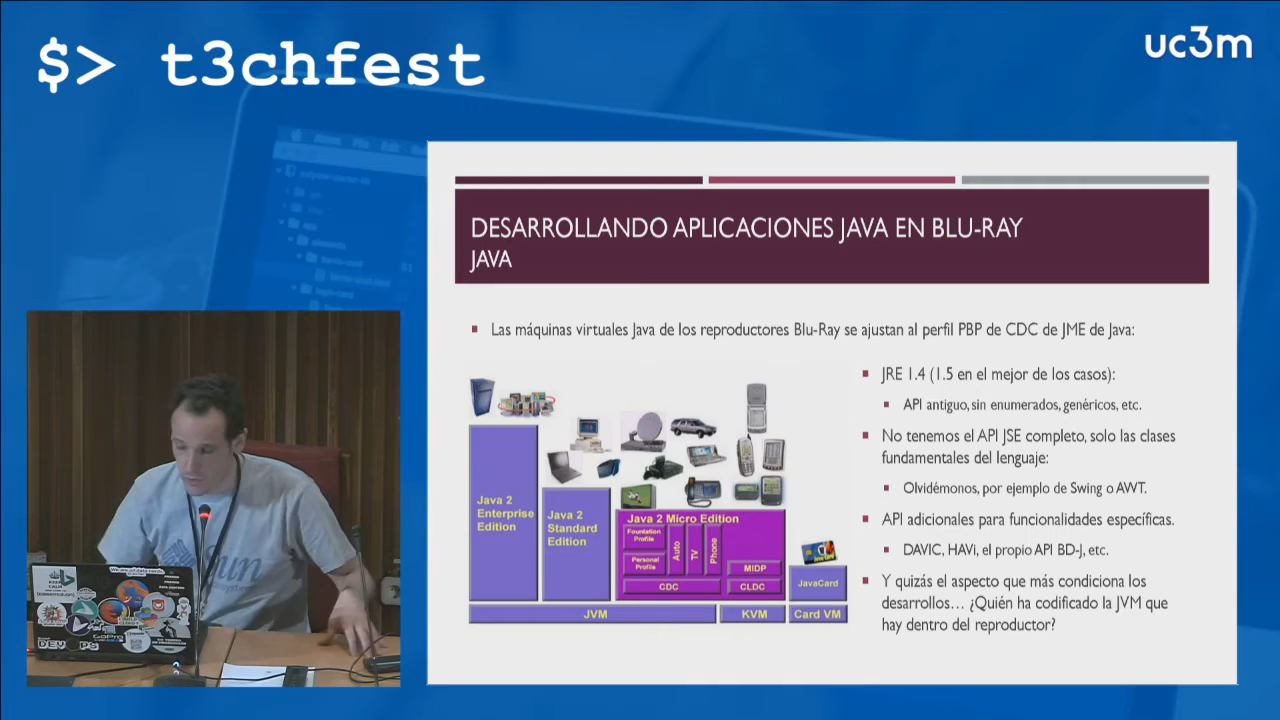 $> t3chfest
uc3m
DESARROLLANDO APLICACIONES JAVA EN BLU-RAY
JAVA
Las máquinas virtuales Java de los reproductores Blu-Ray se ajustan al perfil PBP de CDC de JME de Java:
Java 2
Enterprise
Edition
Java 2
Standard
Edition
Java 2 Micro Edition
Foundation
Profile
Personal
Profile
Auto
TV
Phone
MIDP
CDC
CLDC
JavaCard
JVM
KVM
Card VM
JRE 1.4 (1.5 en el mejor de los casos):
API antiguo, sin enumerados, genéricos, etc.
No tenemos el API JSE completo, solo las clases
fundamentales del lenguaje:
Olvidémonos, por ejemplo de Swing o AWT.
API adicionales para funcionalidades específicas.
DAVIC, HAVi, el propio API BD-J, etc.
Y quizás el aspecto que más condiciona los
desarrollos... ¿Quién ha codificado la JVM que
hay dentro del reproductor?
GoPro
DEV
PS